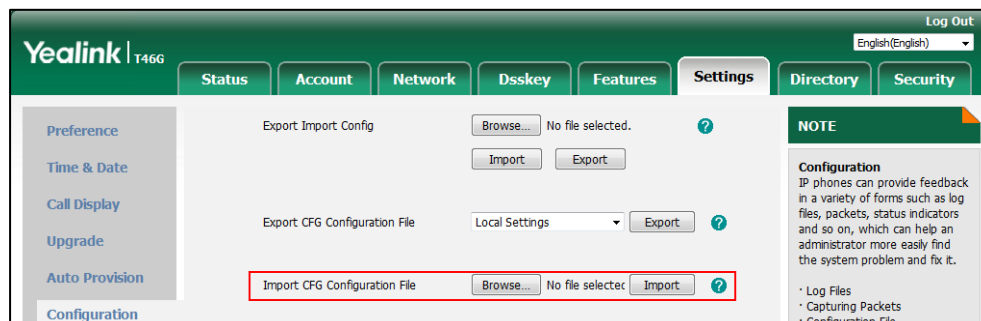 Log Out
Yealink T46G
English(English)
Status Account Network Dsskey Features Settings Directory Security
Preference
Time & Date
Call Display
Upgrade
Auto Provision
Configuration
Export Import Config Browse... No file selected. ?
Import Export
Export CFG Configuration File Local Settings Export ?
Import CFG Configuration File Browse... No file selectec Import ?
NOTE
Configuration
IP phones can provide feedback
in a variety of forms such as log
files, packets, status indicators
and so on, which can help an
administrator more easily find
the system problem and fix it.
· Log Files
· Capturing Packets
· Configuration File